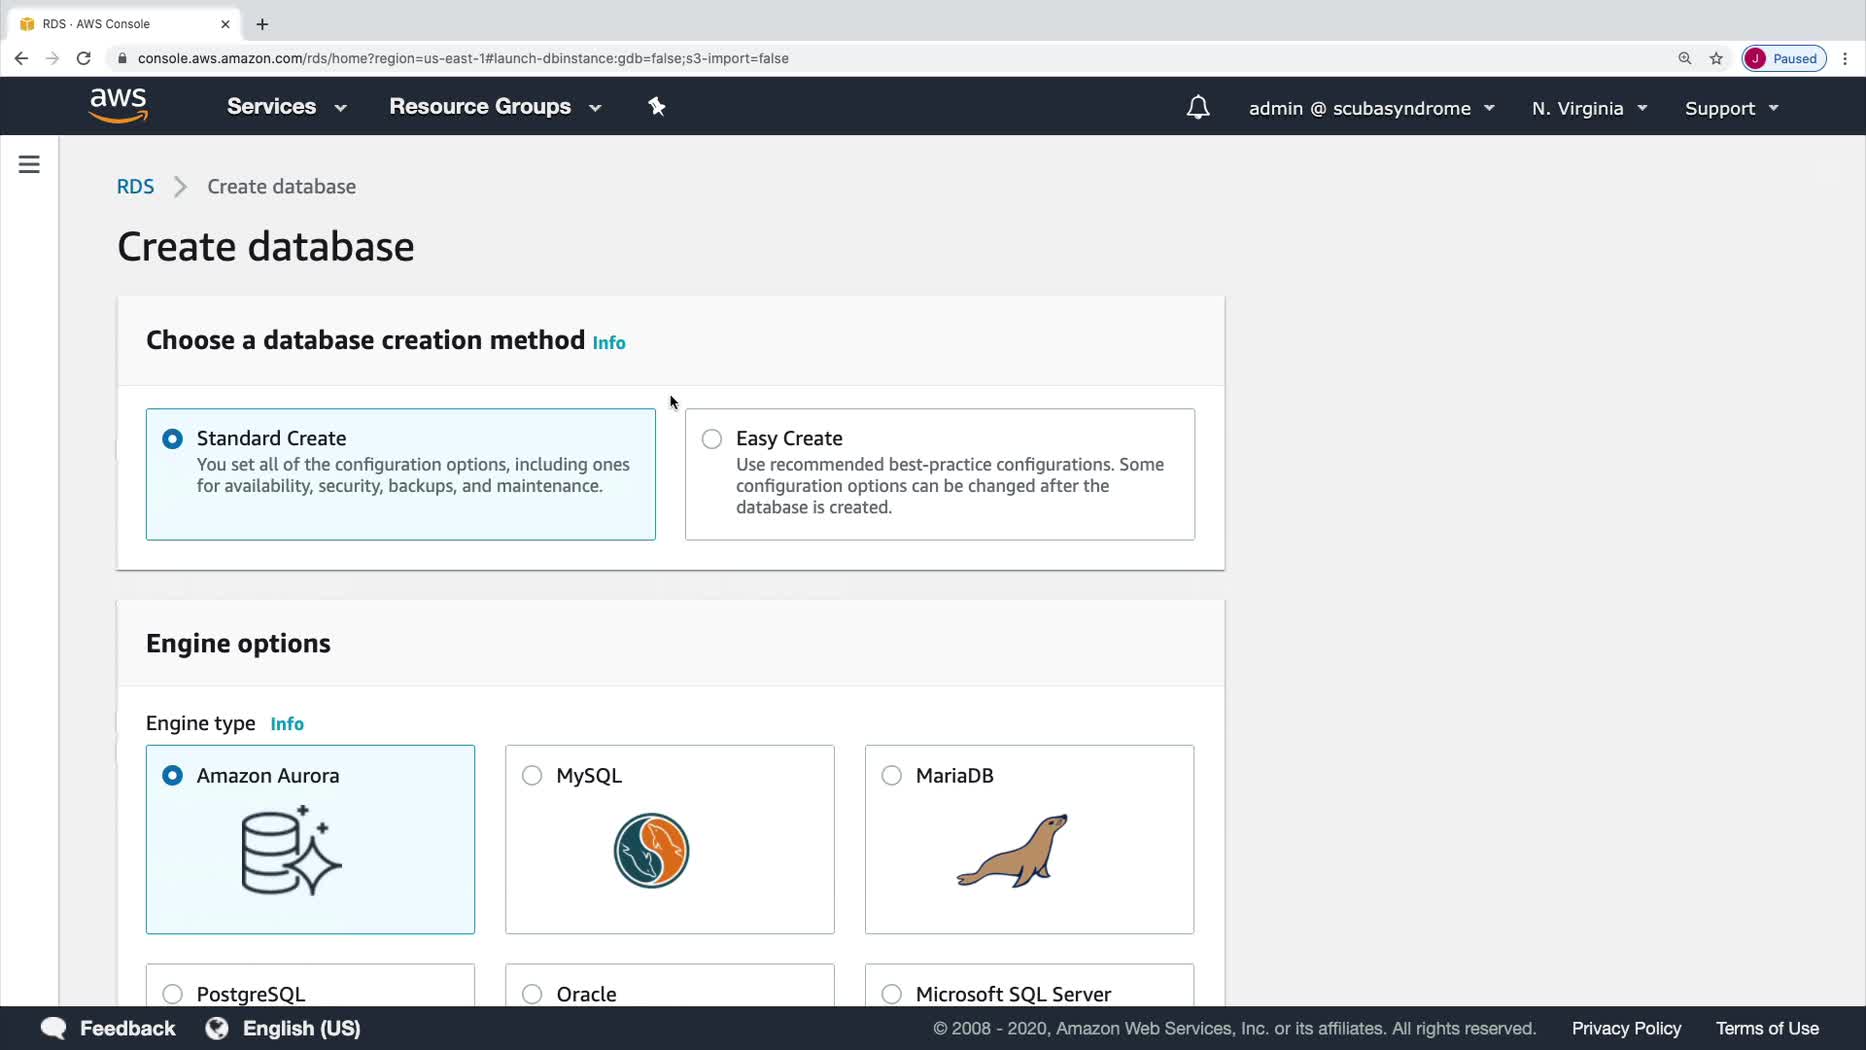 RDS · AWS Console
console.aws.amazon.com/rds/home?region=us-east-1#launch-dbinstance:gdb=false;s3-import=false
J Paused
aws Services Resource Groups admin @ scubasyndrome N. Virginia Support
RDS Create database
Create database
Choose a database creation method Info
Standard Create
You set all of the configuration options, including ones
for availability, security, backups, and maintenance.
Easy Create
Use recommended best-practice configurations. Some
configuration options can be changed after the
database is created.
Engine options
Engine type Info
Amazon Aurora MySQL MariaDB
PostgreSQL Oracle Microsoft SQL Server
Feedback English (US) © 2008 - 2020, Amazon Web Services, Inc. or its affiliates. All rights reserved. Privacy Policy Terms of Use